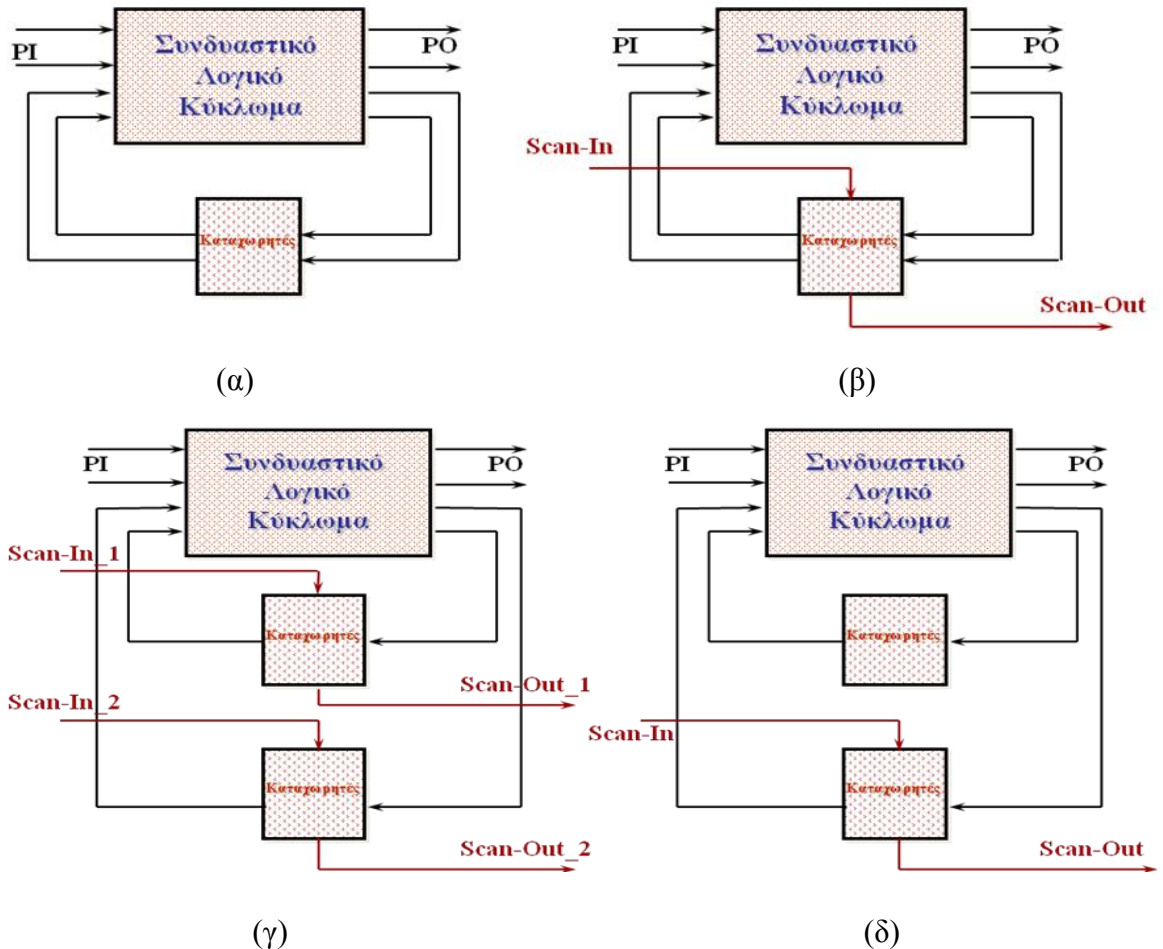 PI
Συνδυαστικό
Λογικό
Κύκλωμα
PO
Καταχωρητές
(α)
PI
Συνδυαστικό
Λογικό
Κύκλωμα
PO
Scan-In
Καταχωρητές
Scan-Out
(β)
PI
Συνδυαστικό
Λογικό
Κύκλωμα
PO
Scan-In_1
Καταχωρητές
Scan-Out_1
Scan-In_2
Καταχωρητές
Scan-Out_2
(γ)
PI
Συνδυαστικό
Λογικό
Κύκλωμα
PO
Καταχωρητές
Scan-In
Καταχωρητές
Scan-Out
(δ)